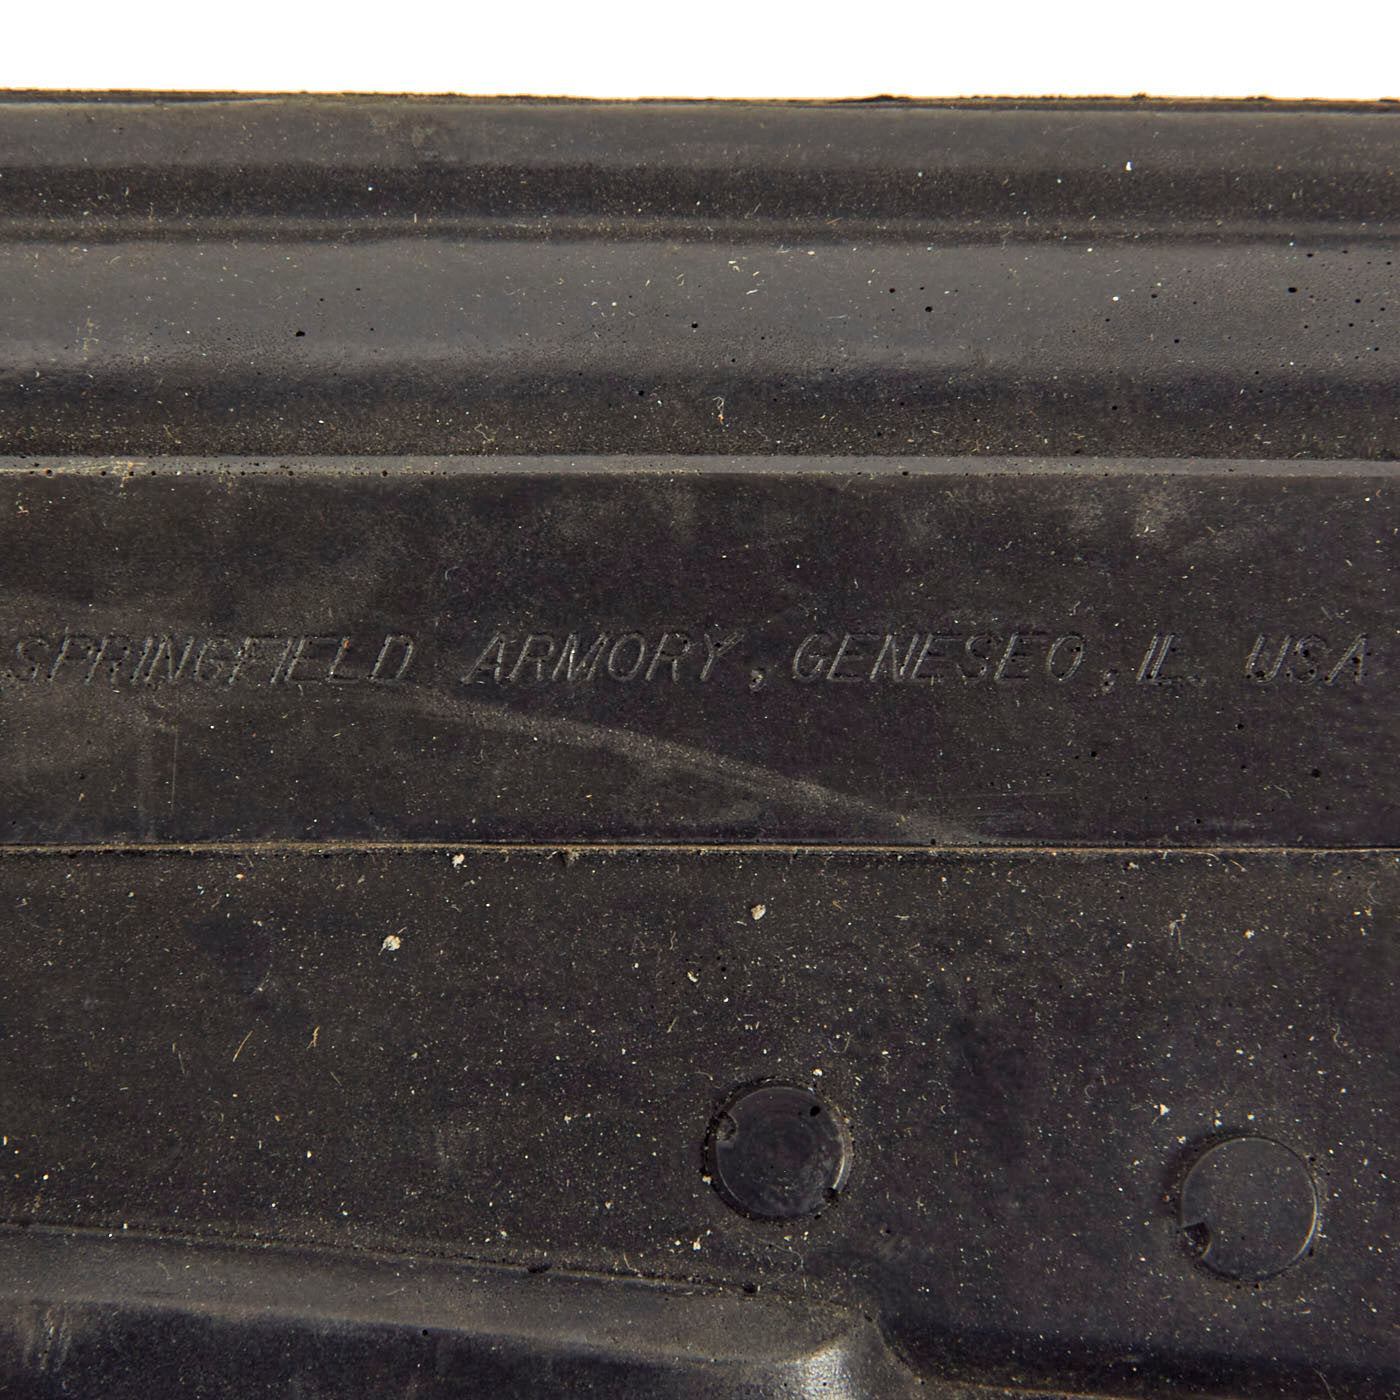 SPRINGFIELD ARMORY, GENESEO, IL. USA